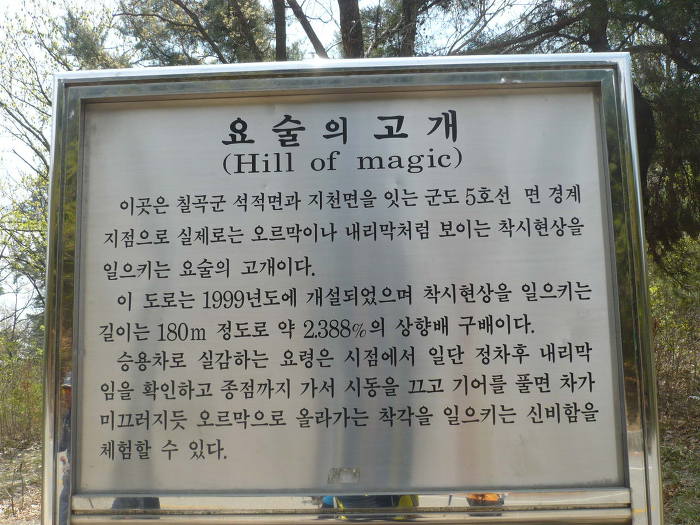 요술의 고개
(Hill of magic)
이곳은 칠곡군 석적면과 지천면을 잇는 군도 5호선 면 경계
지점으로 실제로는 오르막이나 내리막처럼 보이는 착시현상을
일으키는 요술의 고개이다.
이 도로는 1999년도에 개설되었으며 착시현상을 일으키는
길이는 180m 정도로 약 2.388%의 상향배 구배이다.
승용차로 실감하는 요령은 시점에서 일단 정차후 내리막
임을 확인하고 종점까지 가서 시동을 끄고 기어를 풀면 차가
미끄러지듯 오르막으로 올라가는 착각을 일으키는 신비함을
체험할 수 있다.